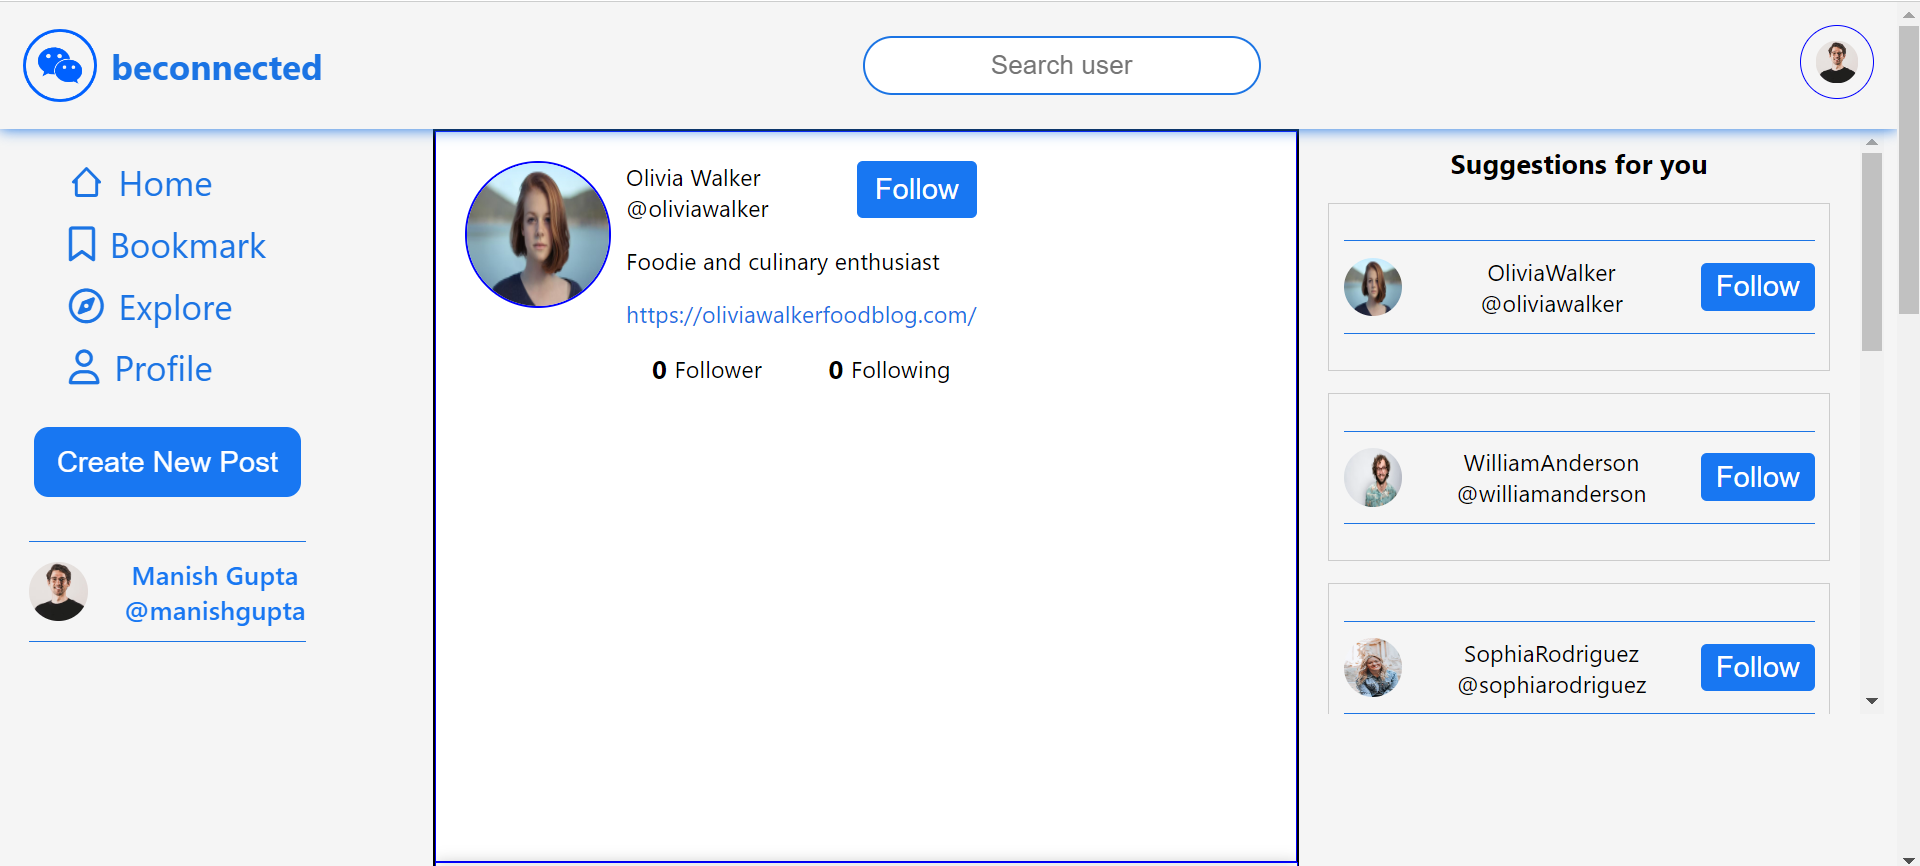 beconnected
Search user
Home
Bookmark
Explore
Profile
Create New Post
Manish Gupta
@manishgupta
Olivia Walker
@oliviawalker
Follow
Foodie and culinary enthusiast
https://oliviawalkerfoodblog.com/
0 Follower 0 Following
Suggestions for you
OliviaWalker
@oliviawalker
Follow
WilliamAnderson
@williamanderson
Follow
SophiaRodriguez
@sophiarodriguez
Follow